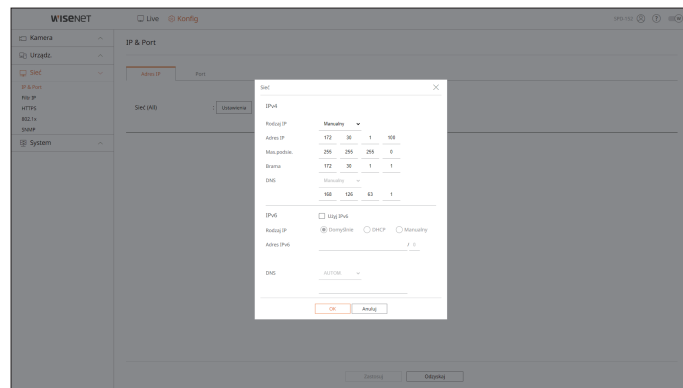 WISENET
Live
Konfig
SPR-102
Kamera
Urządz.
Sieć
IP & Port
Filtr. IP
HTTPS
802.1x
SNMP
System
IP & Port
Adres IP Port
Sieć (All) : Ustawienia
Sieć
IPv4
Rodzaj IP Manualny
Adres IP 172 30 1 100
Mas.podsie. 255 255 255 0
Brama 172 30 1 1
DNS Manualny
168 126 63 1
IPv6 Użyj IPv6
Rodzaj IP Domyślnie DHCP Manualny
Adres IPv6 /
DNS AUTOM
OK Anuluj
Zastosuj Odzyskaj